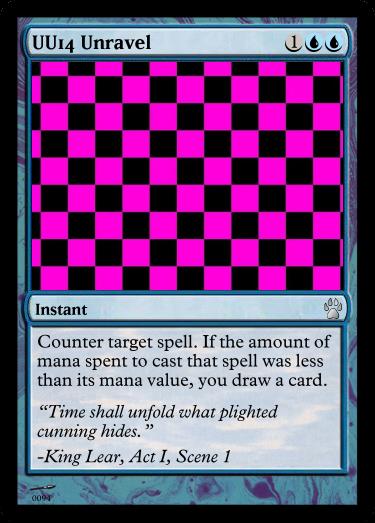 UU14 Unravel 1
Instant
Counter target spell. If the amount of
mana spent to cast that spell was less
than its mana value, you draw a card.
“Time shall unfold what plighted
cunning hides.”
-King Lear, Act I, Scene 1
0094